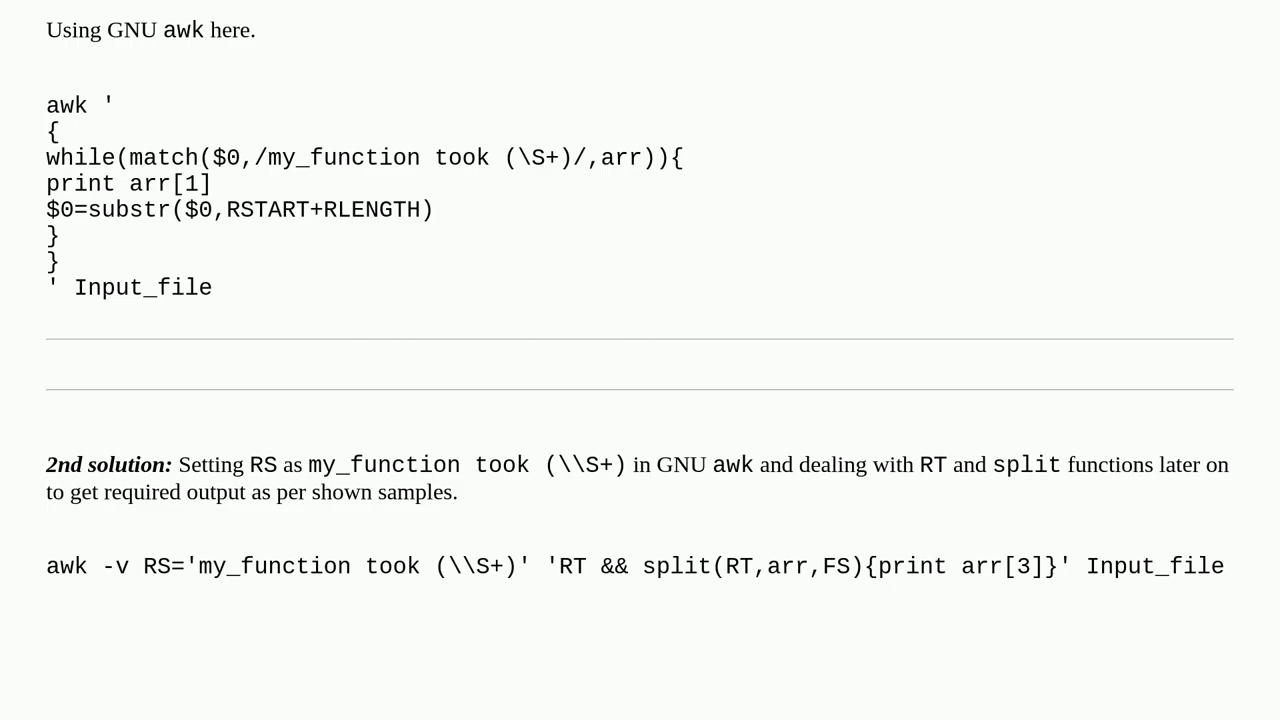 Using GNU awk here.
awk '
{
while(match($0,/my_function took (\S+)/,arr)){
print arr[1]
$0=substr($0,RSTART+RLENGTH)
}
}
' Input_file
2nd solution: Setting RS as my_function took (\\S+) in GNU awk and dealing with RT and split functions later on
to get required output as per shown samples.
awk -v RS='my_function took (\\S+)' 'RT && split(RT,arr,FS){print arr[3]}' Input_file